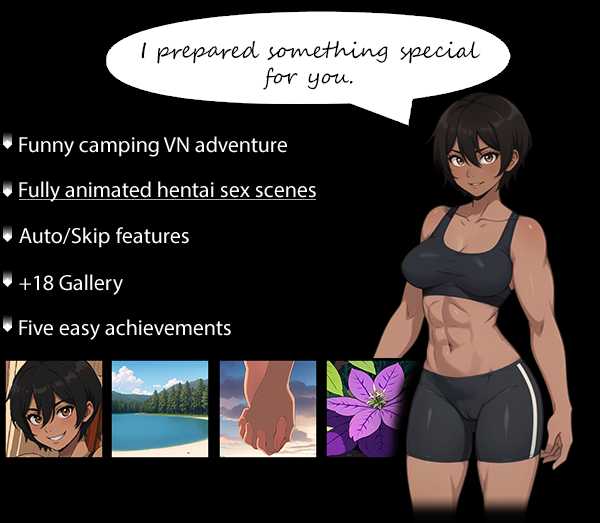 I prepared something special
for you.
Funny camping VN adventure
Fully animated hentai sex scenes
Auto/Skip features
+18 Gallery
Five easy achievements